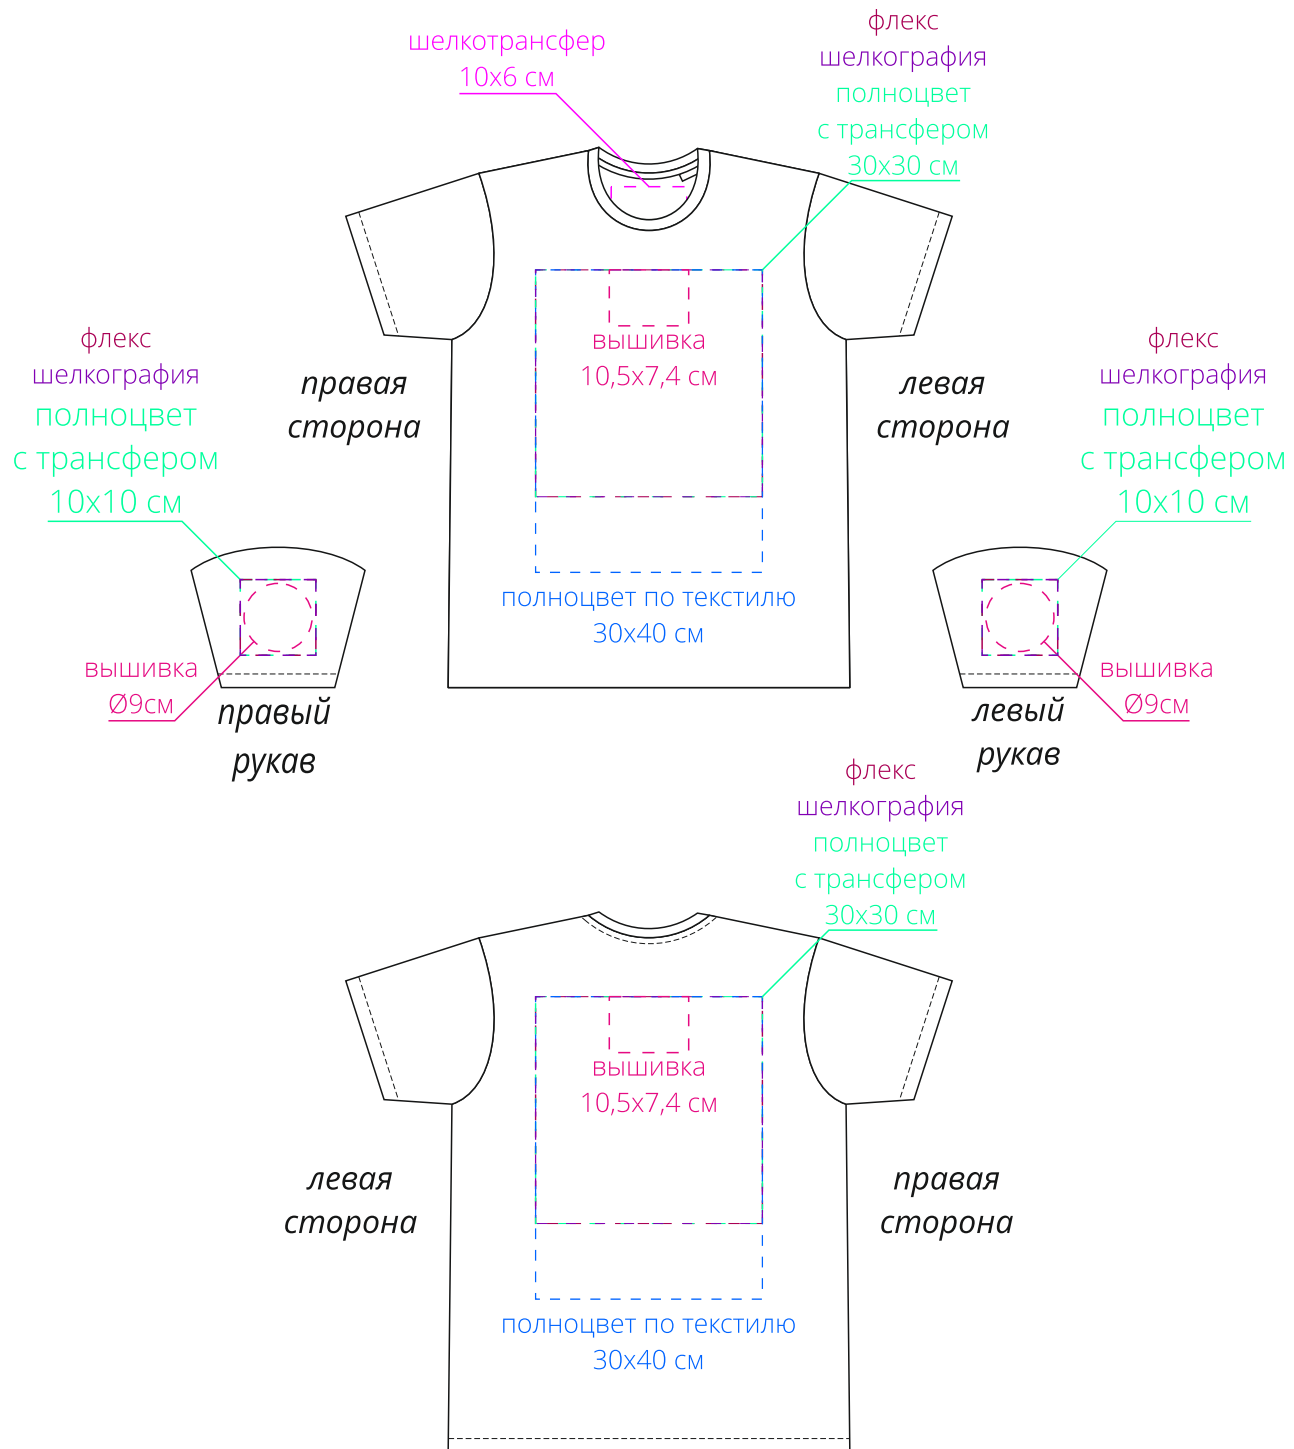 шелкотрансфер
10х6 см
флекс
шелкография
полноцвет
с трансфером
30х30 см
вышивка
10,5х7,4 см
правая
сторона
левая
сторона
флекс
шелкография
полноцвет
с трансфером
10х10 см
флекс
шелкография
полноцвет
с трансфером
10х10 см
полноцвет по текстилю
30х40 см
вышивка
Ø9см
правый
рукав
вышивка
Ø9см
левый
рукав
флекс
шелкография
полноцвет
с трансфером
30х30 см
вышивка
10,5х7,4 см
левая
сторона
правая
сторона
полноцвет по текстилю
30х40 см